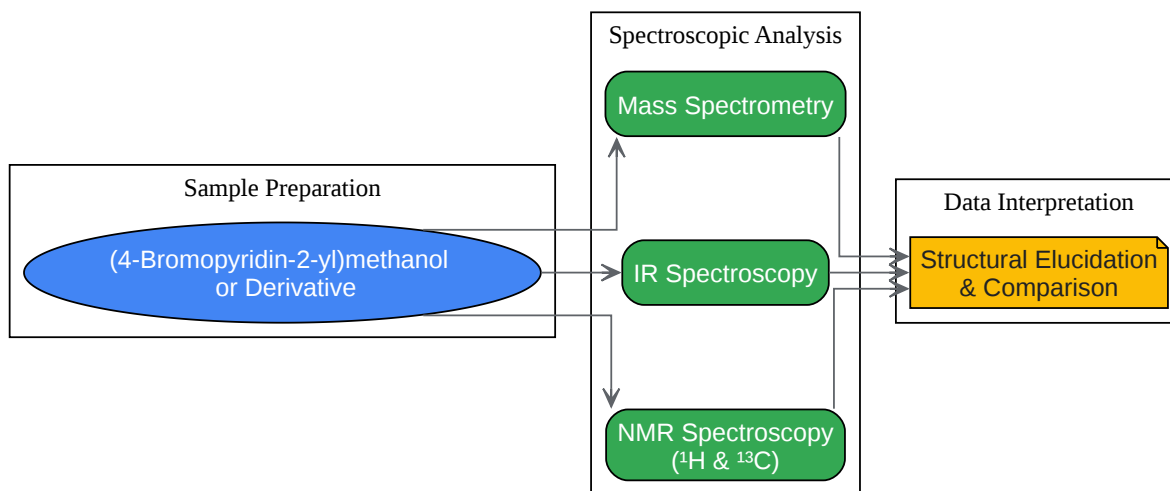 Sample Preparation
(4-Bromopyridin-2-yl)methanol
or Derivative
Spectroscopic Analysis
Mass Spectrometry
IR Spectroscopy
NMR Spectroscopy
(¹H & ¹³C)
Data Interpretation
Structural Elucidation
& Comparison